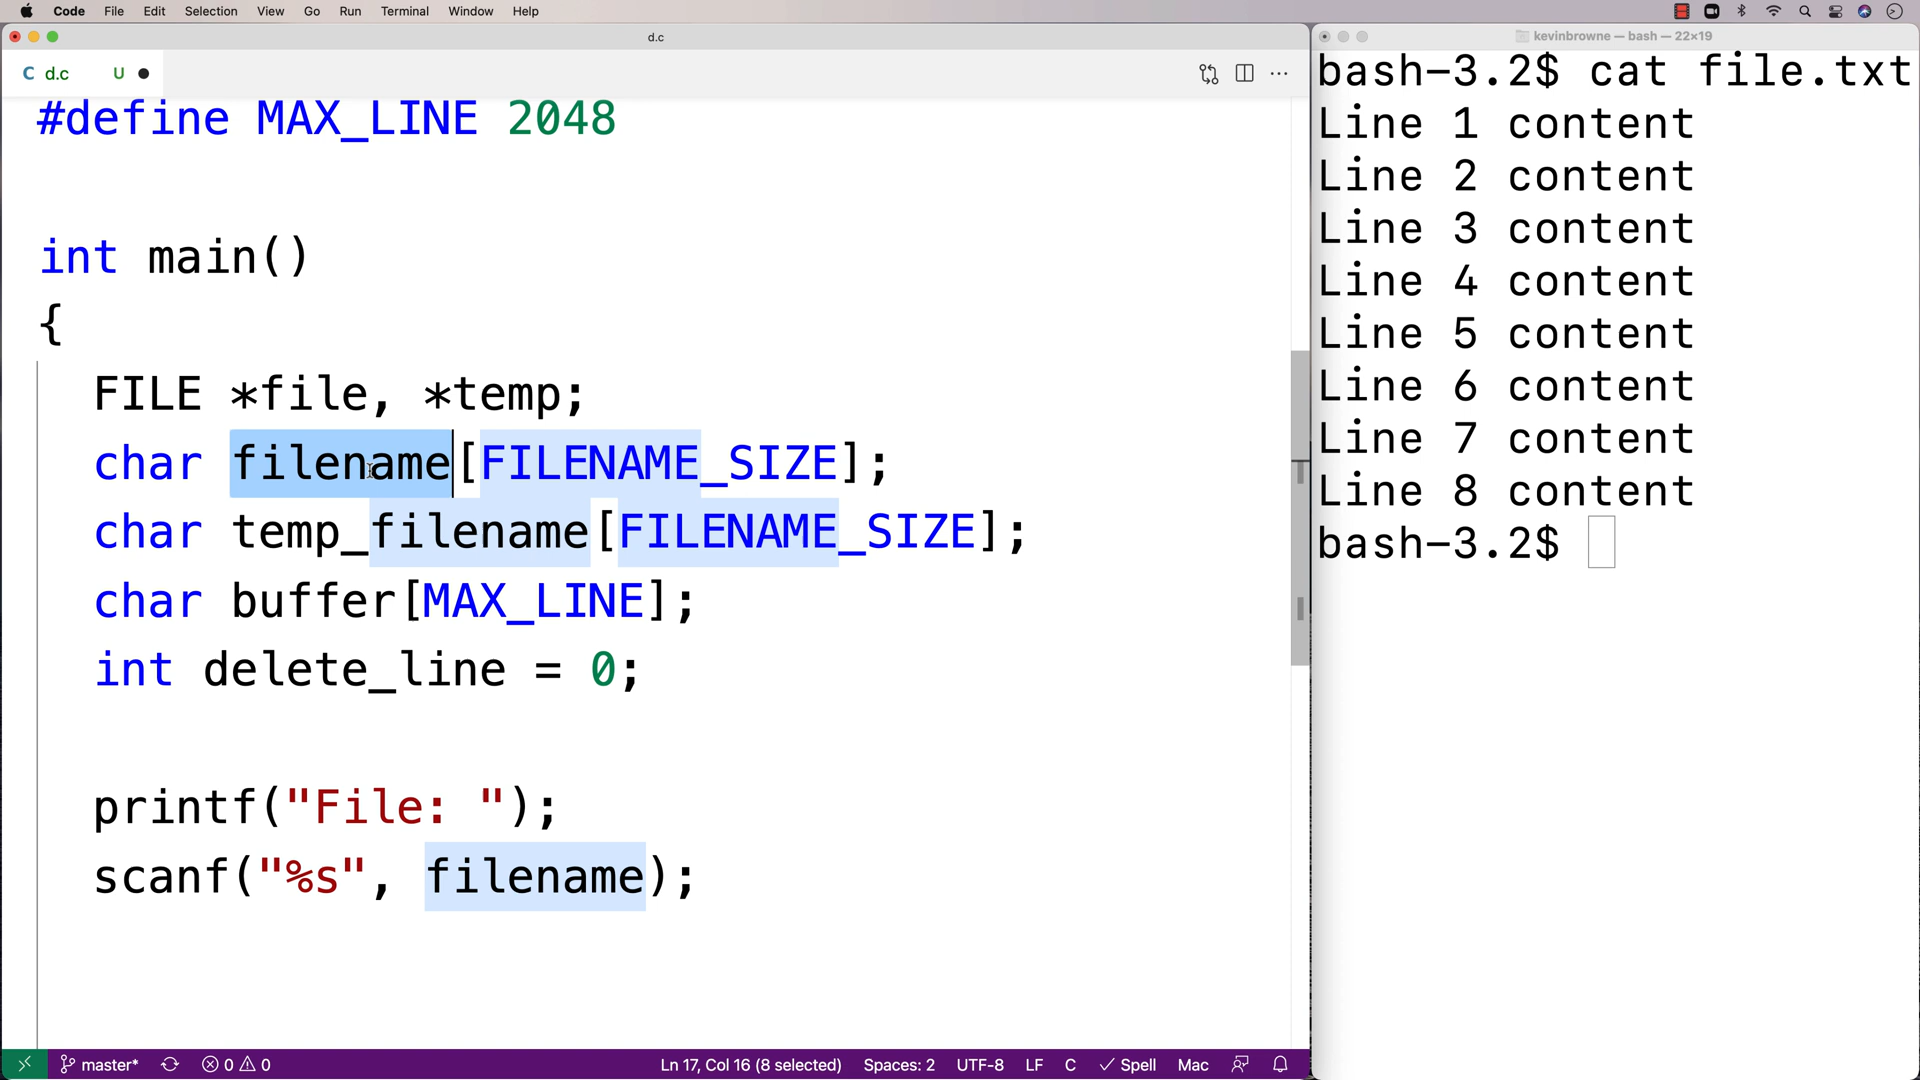 Code File Edit Selection View Go Run Terminal Window Help
d.c
C d.c U
#define MAX_LINE 2048
int main()
{
FILE *file, *temp;
char filename[FILENAME_SIZE];
char temp_filename[FILENAME_SIZE];
char buffer[MAX_LINE];
int delete_line = 0;
printf("File: ");
scanf("%s", filename);
master* 0 0 Ln 17, Col 16 (8 selected) Spaces: 2 UTF-8 LF C Spell Mac
kevinbrowne — bash — 22×19
bash-3.2$ cat file.txt
Line 1 content
Line 2 content
Line 3 content
Line 4 content
Line 5 content
Line 6 content
Line 7 content
Line 8 content
bash-3.2$